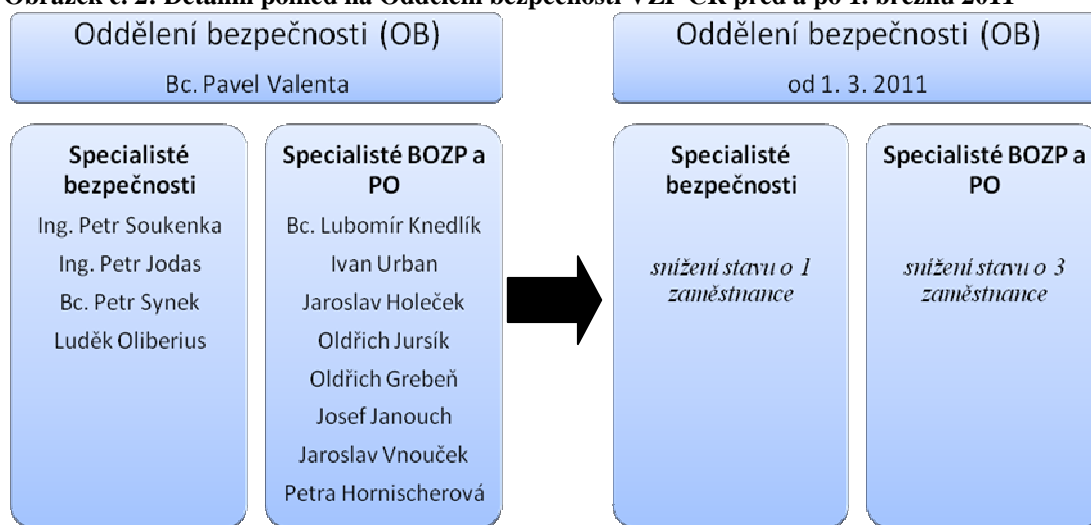 Obrázek č. 2: Detailní pohled na Oddělení bezpečnosti VZP ČR před a po 1. březnu 2011
Oddělení bezpečnosti (OB)
Bc. Pavel Valenta
Specialisté
bezpečnosti
Ing. Petr Soukenka
Ing. Petr Jodas
Bc. Petr Synek
Luděk Oliberius
Specialisté BOZP a
PO
Bc. Lubomír Knedlík
Ivan Urban
Jaroslav Holeček
Oldřich Jursík
Oldřich Grebeň
Josef Janouch
Jaroslav Vnouček
Petra Hornischerová
Oddělení bezpečnosti (OB)
od 1. 3. 2011
Specialisté
bezpečnosti
snížení stavu o 1
zaměstnance
Specialisté BOZP a
PO
snížení stavu o 3
zaměstnance